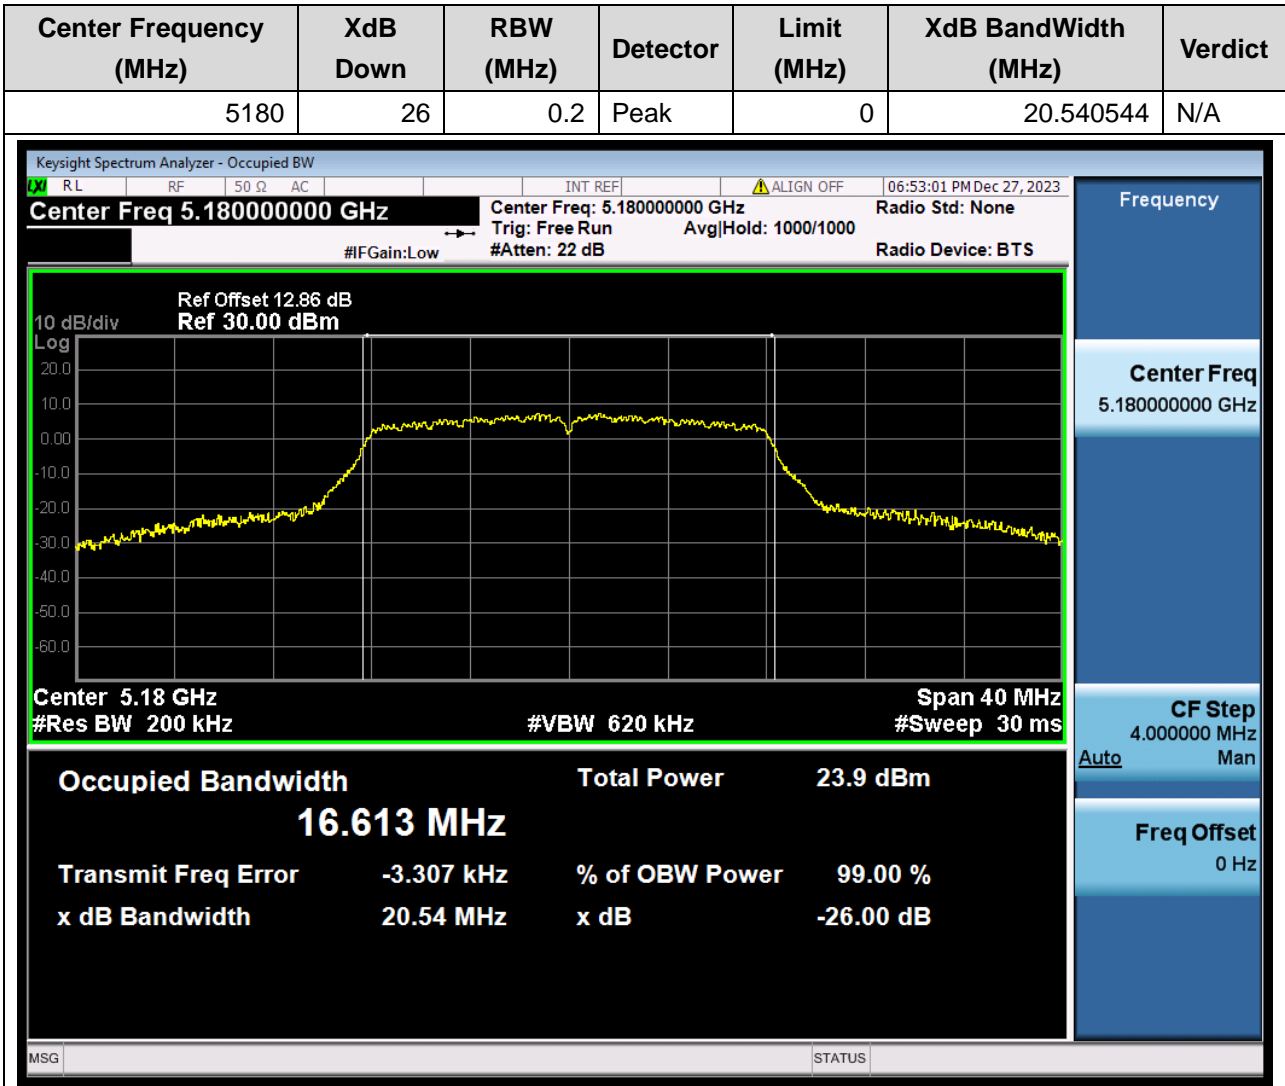 Center Frequency (MHz) XdB Down RBW (MHz) Detector Limit (MHz) XdB BandWidth (MHz) Verdict
5180 26 0.2 Peak 0 20.540544 N/A
Keysight Spectrum Analyzer - Occupied BW
LXI RL RF 50 Ω AC INT REF ALIGN OFF 06:53:01 PM Dec 27, 2023
Center Freq 5.180000000 GHz Center Freq: 5.180000000 GHz Radio Std: None
Trig: Free Run Avg|Hold: 1000/1000
#IFGain:Low #Atten: 22 dB Radio Device: BTS
Ref Offset 12.86 dB
10 dB/div Ref 30.00 dBm
Log
20.0
10.0
0.00
-10.0
-20.0
-30.0
-40.0
-50.0
-60.0
Center 5.18 GHz Span 40 MHz
#Res BW 200 kHz #VBW 620 kHz #Sweep 30 ms
Occupied Bandwidth Total Power 23.9 dBm
16.613 MHz
Transmit Freq Error -3.307 kHz % of OBW Power 99.00 %
x dB Bandwidth 20.54 MHz x dB -26.00 dB
Frequency
Center Freq
5.180000000 GHz
CF Step
4.000000 MHz
Auto Man
Freq Offset
0 Hz
MSG STATUS